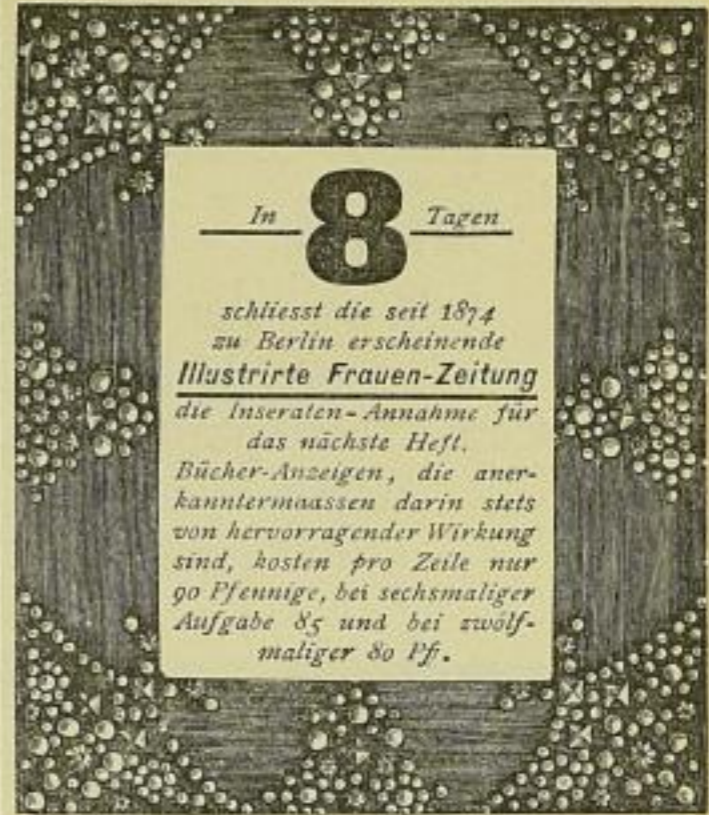 In 8 Tagen
schliesst die seit 1874
zu Berlin erscheinende
Illustrirte Frauen-Zeitung
die Inseraten-Annahme für
das nächste Heft.
Bücher-Anzeigen, die aner-
kanntermaassen darin stets
von hervorragender Wirkung
sind, kosten pro Zeile nur
90 Pfennige, bei sechsmaliger
Aufgabe 85 und bei zwölf-
maliger 80 Pf.